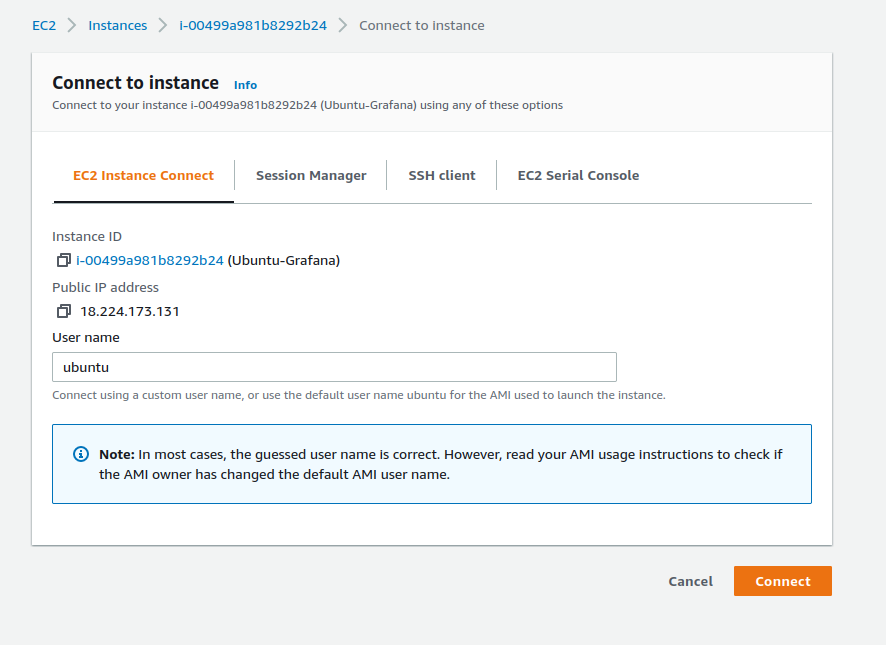 EC2 Instances i-00499a981b8292b24 Connect to instance
Connect to instance Info
Connect to your instance i-00499a981b8292b24 (Ubuntu-Grafana) using any of these options
EC2 Instance Connect Session Manager SSH client EC2 Serial Console
Instance ID
i-00499a981b8292b24 (Ubuntu-Grafana)
Public IP address
18.224.173.131
User name
ubuntu
Connect using a custom user name, or use the default user name ubuntu for the AMI used to launch the instance.
Note: In most cases, the guessed user name is correct. However, read your AMI usage instructions to check if
the AMI owner has changed the default AMI user name.
Cancel Connect